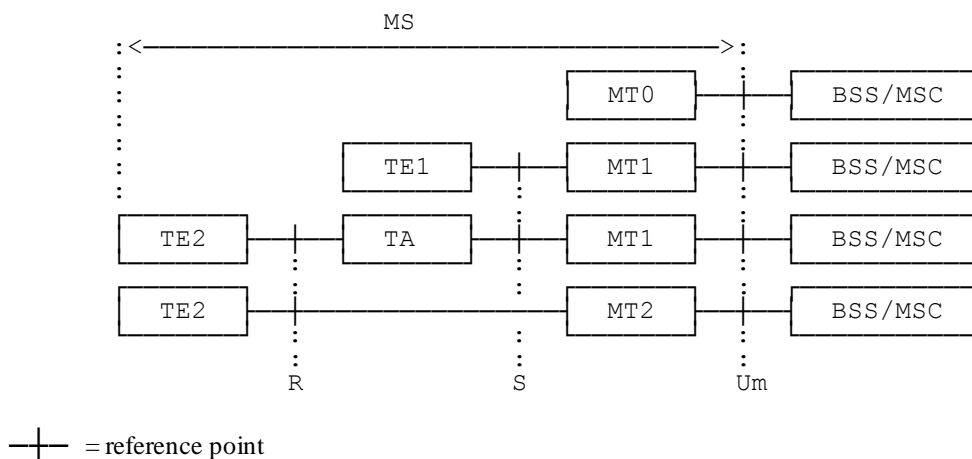 MS
MT0 BSS/MSC
TE1 MT1 BSS/MSC
TE2 TA MT1 BSS/MSC
TE2 MT2 BSS/MSC
R S Um
= reference point